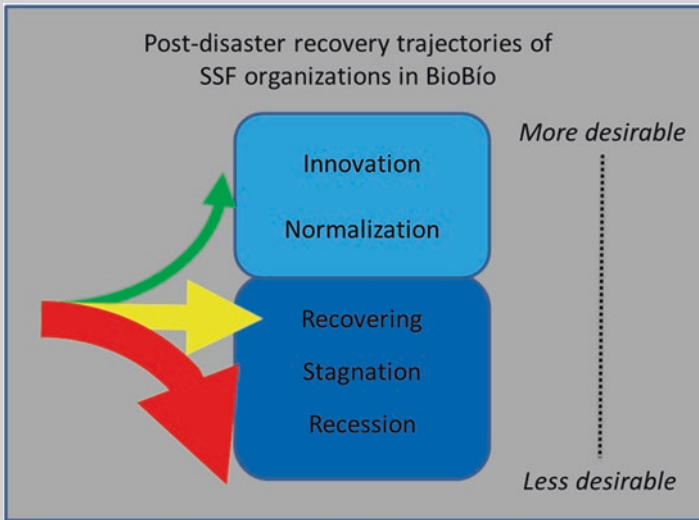 Post-disaster recovery trajectories of
SSF organizations in BioBío
More desirable
Innovation
Normalization
Recovering
Stagnation
Recession
Less desirable